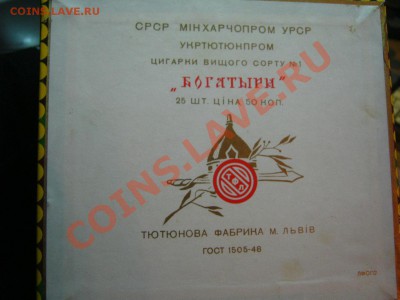 COINS.LAVE.RU
СРСР МІНХАРЧОПРОМ УРСР
УКРТЮТЮНПРОМ
ЦИГАРКИ ВИЩОГО СОРТУ №1
„БОГАТЫРИ"
25 ШТ. ЦІНА 50 КОП.
COINS.LAVE.RU
ТЮТЮНОВА ФАБРИКА М. ЛЬВІВ
ГОСТ 1505-48